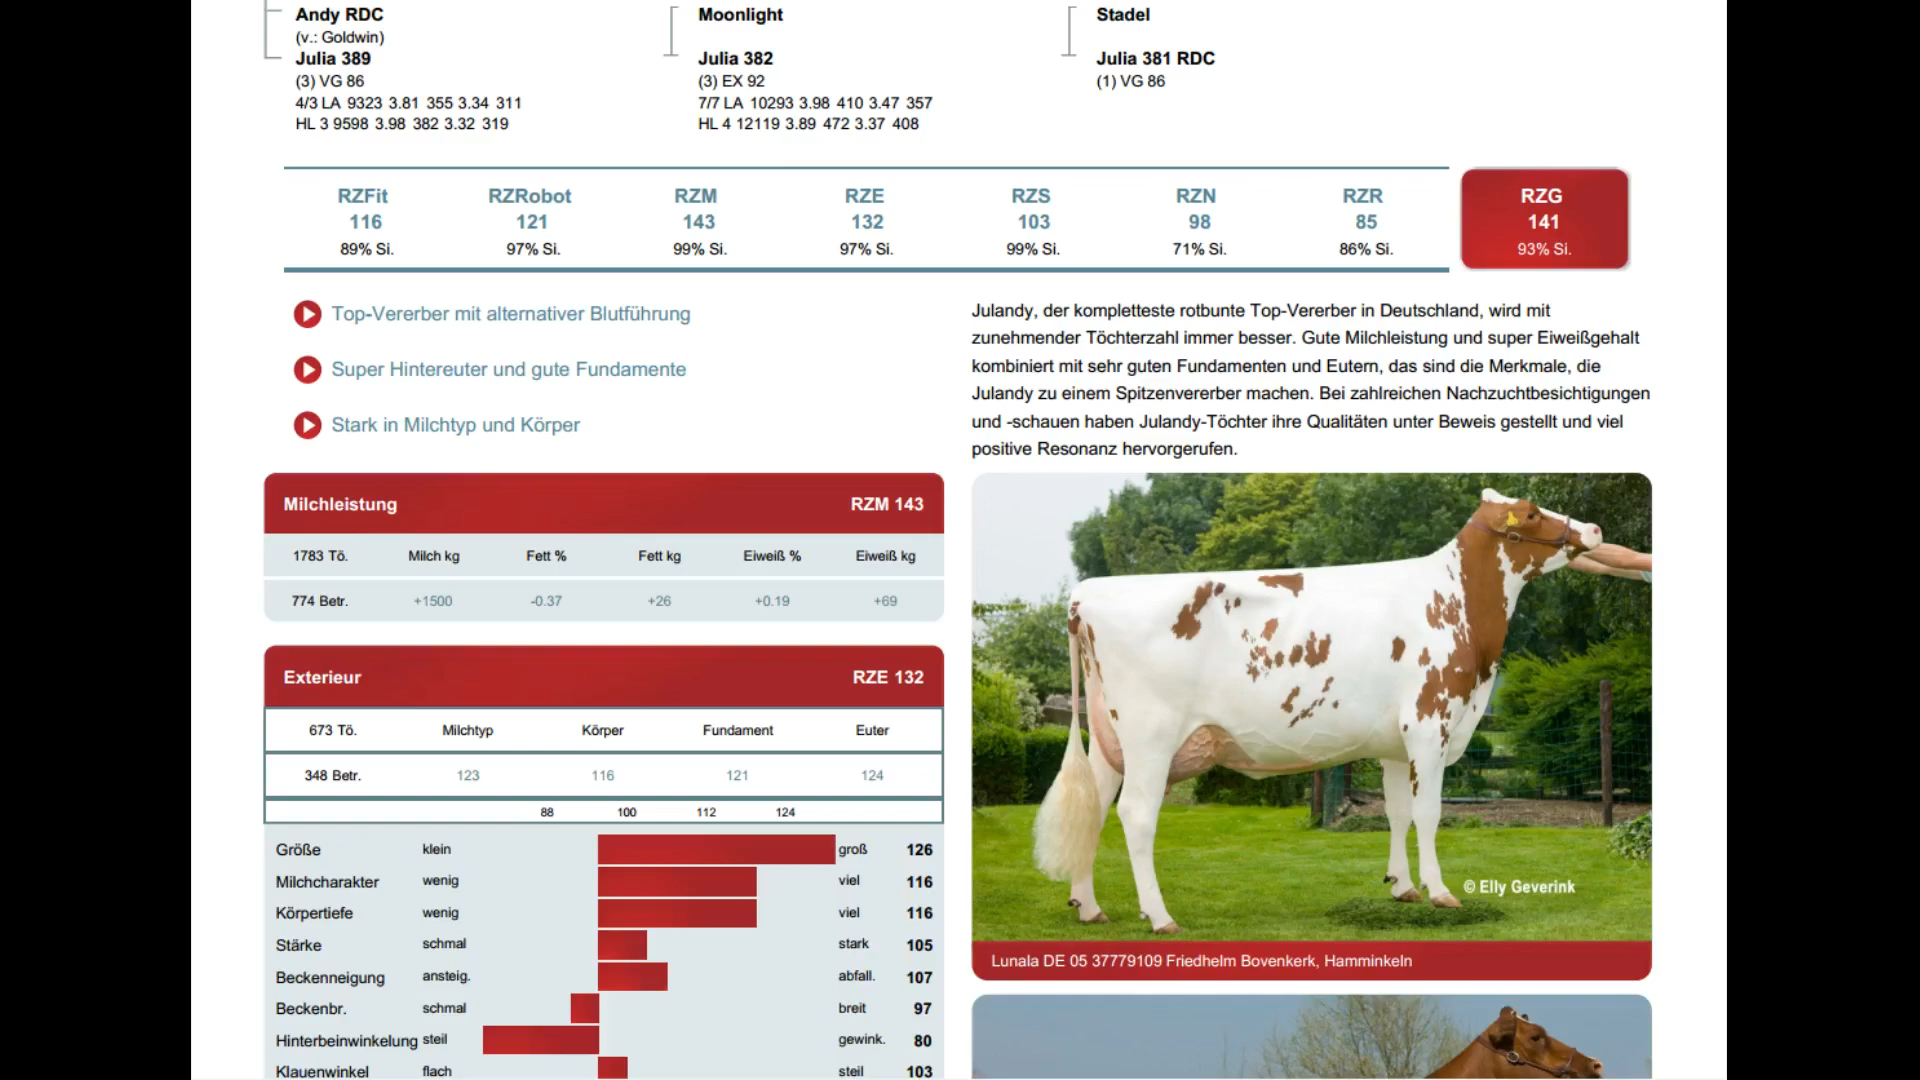 Andy RDC
(v.: Goldwin)
Julia 389
(3) VG 86
4/3 LA 9323 3.81 355 3.34 311
HL 3 9598 3.98 382 3.32 319
Moonlight
Julia 382
(3) EX 92
7/7 LA 10293 3.98 410 3.47 357
HL 4 12119 3.89 472 3.37 408
Stadel
Julia 381 RDC
(1) VG 86
RZFit RZRobot RZM RZE RZS RZN RZR RZG
116 121 143 132 103 98 85 141
89% Si. 97% Si. 99% Si. 97% Si. 99% Si. 71% Si. 86% Si. 93% Si.
Top-Vererber mit alternativer Blutführung
Super Hintereuter und gute Fundamente
Stark in Milchtyp und Körper
Julandy, der kompletteste rotbunte Top-Vererber in Deutschland, wird mit
zunehmender Töchterzahl immer besser. Gute Milchleistung und super Eiweißgehalt
kombiniert mit sehr guten Fundamenten und Eutern, das sind die Merkmale, die
Julandy zu einem Spitzenvererber machen. Bei zahlreichen Nachzuchtbesichtigungen
und -schauen haben Julandy-Töchter ihre Qualitäten unter Beweis gestellt und viel
positive Resonanz hervorgerufen.
Milchleistung RZM 143
1783 Tö. Milch kg Fett % Fett kg Eiweiß % Eiweiß kg
774 Betr. +1500 -0.37 +26 +0.19 +69
Exterieur RZE 132
673 Tö. Milchtyp Körper Fundament Euter
348 Betr. 123 116 121 124
88 100 112 124
Größe klein groß 126
Milchcharakter wenig viel 116
Körpertiefe wenig viel 116
Stärke schmal stark 105
Beckenneigung ansteig. abfall. 107
Beckenbr. schmal breit 97
Hinterbeinwinkelung steil gewink. 80
Klauenwinkel flach steil 103
© Elly Geverink
Lunala DE 05 37779109 Friedhelm Bovenkerk, Hamminkeln